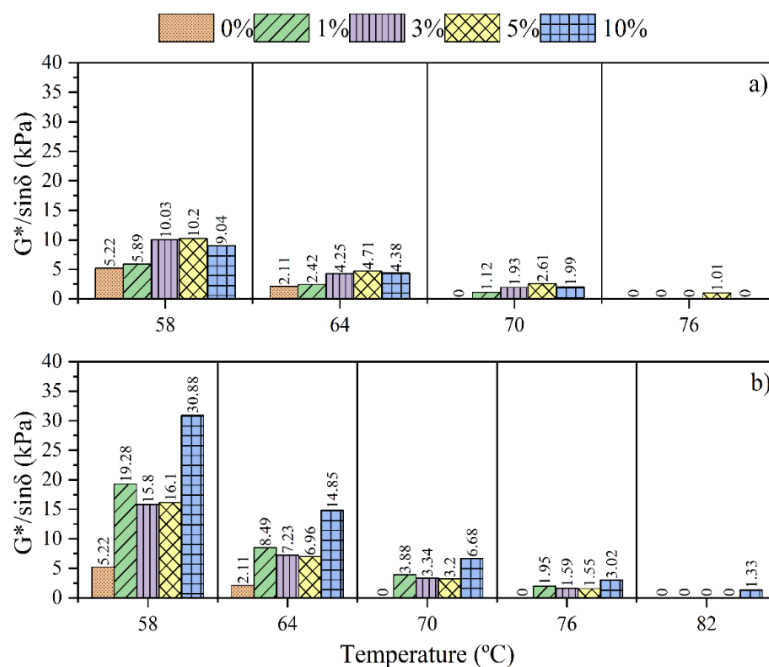 0% 1% 3% 5% 10%
a)
G*/sinδ (kPa)
40
35
30
25
20
15
10
5
0
5.22 5.89 10.03 10.2 9.04
2.11 2.42 4.25 4.71 4.38
0 1.12 1.93 2.61 1.99
0 0 0 1.01 0
58 64 70 76
b)
G*/sinδ (kPa)
40
35
30
25
20
15
10
5
0
5.22 19.28 15.8 16.1 30.88
2.11 8.49 7.23 6.96 14.85
0 3.88 3.34 3.2 6.68
0 1.95 1.59 1.55 3.02
0 0 0 0 1.33
58 64 70 76 82
Temperature (ºC)